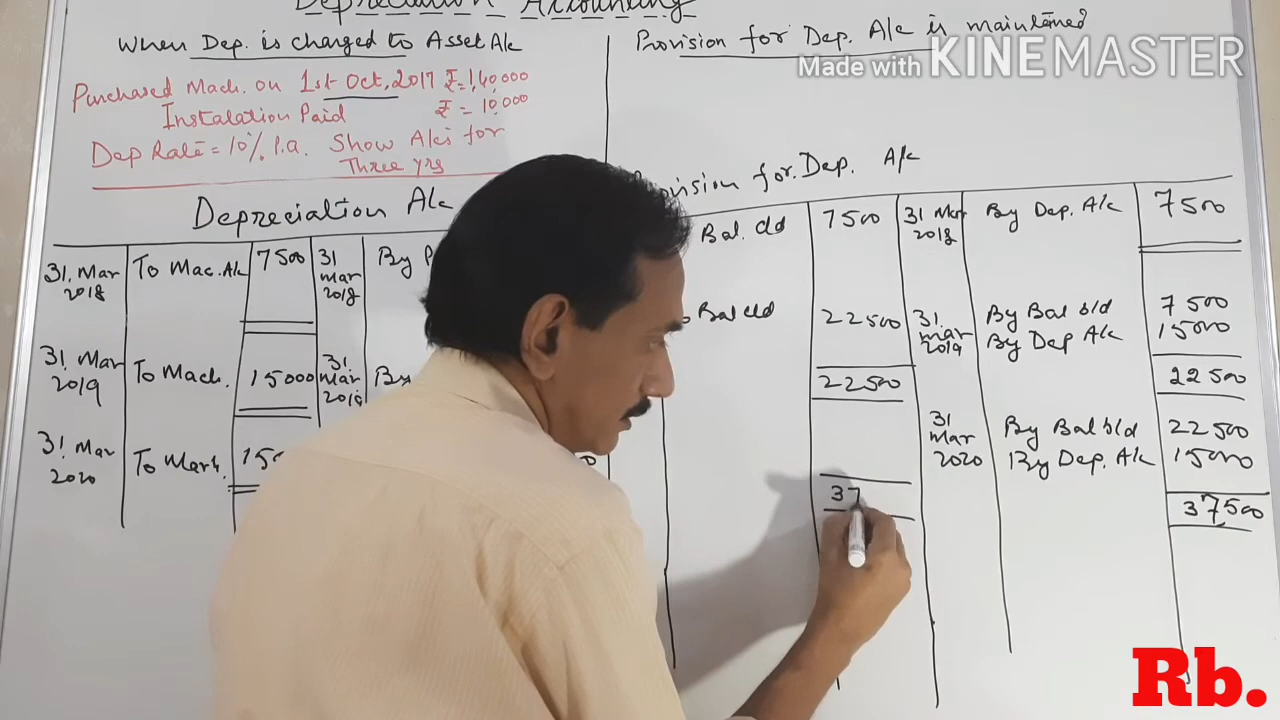 Depreciation Accounting
When Dep. is charged to Asset A/c
Purchased Mach. on 1st Oct, 2017 ₹=1,40,000
Instalation Paid ₹ = 10,000
Dep Rate = 10% P.a. Show A/cs for
Three yrs
Depreciation A/c
31. Mar 2018 To Mac. A/c 7500 31 Mar 2018 By
31. Mar 2019 To Mach. 15000 31. Mar. 2019 By
31. Mar 2020 To Mach.
Provision for Dep. A/c is maintained
Made with KINEMASTER
for. Dep. A/c
Bal. c/d 7500 31 Mar 2018 By Dep. A/c 7500
Bal c/d 22500 31 Mar 2019 By Bal b/d 7500
By Dep A/c 15000
22500 22500
31 Mar 2020 By Bal b/d 22500
By Dep. A/c 15000
37 37500
Rb.